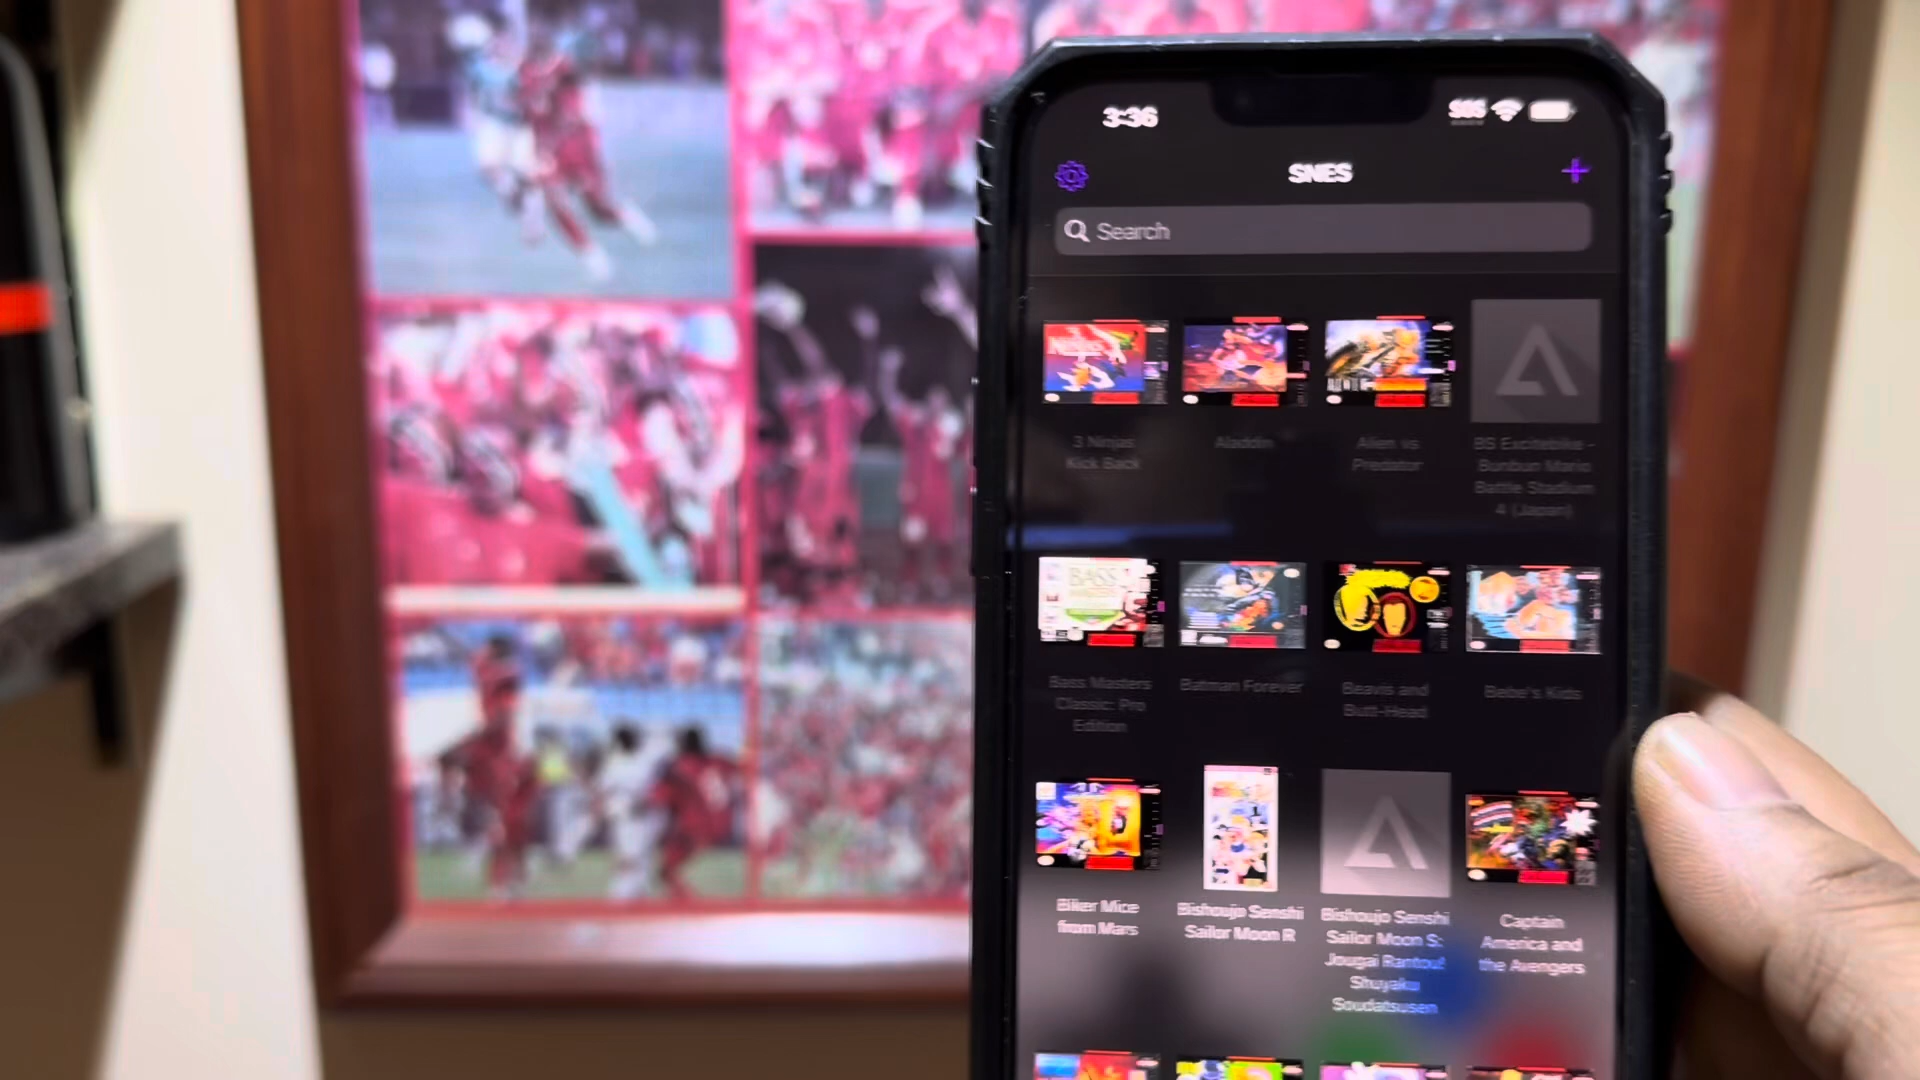 3:36
SOS
SNES
Search
3 Ninjas
Kick Back
Aladdin
Alien vs
Predator
BS Excitebike -
Bunbun Mario
Battle Stadium
4 (Japan)
BASS
Bass Masters
Classic: Pro
Edition
Batman Forever
Beavis and
Butt-Head
Bebe's Kids
Biker Mice
from Mars
Bishoujo Senshi
Sailor Moon R
Bishoujo Senshi
Sailor Moon S:
Jougai Rantou!
Shuyaku
Soudatsusen
Captain
America and
the Avengers